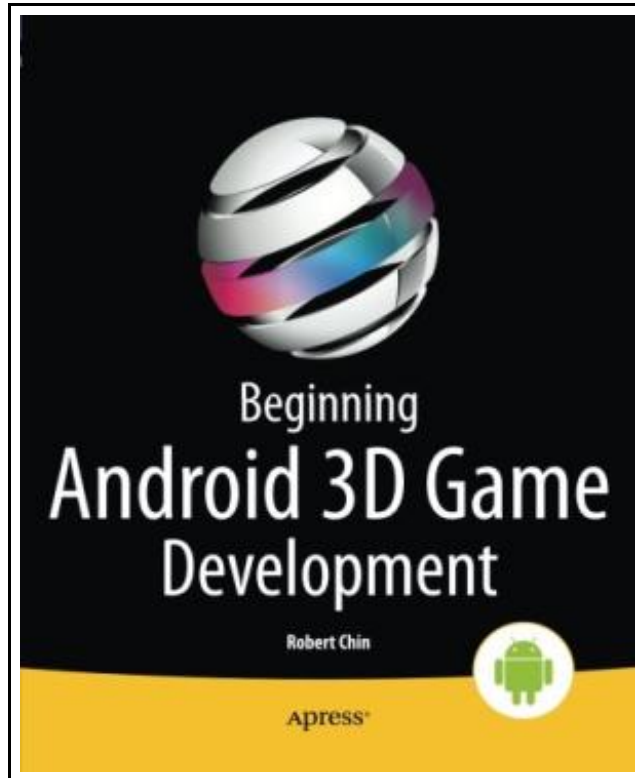 Beginning
Android 3D Game
Development
Robert Chin
Apress®